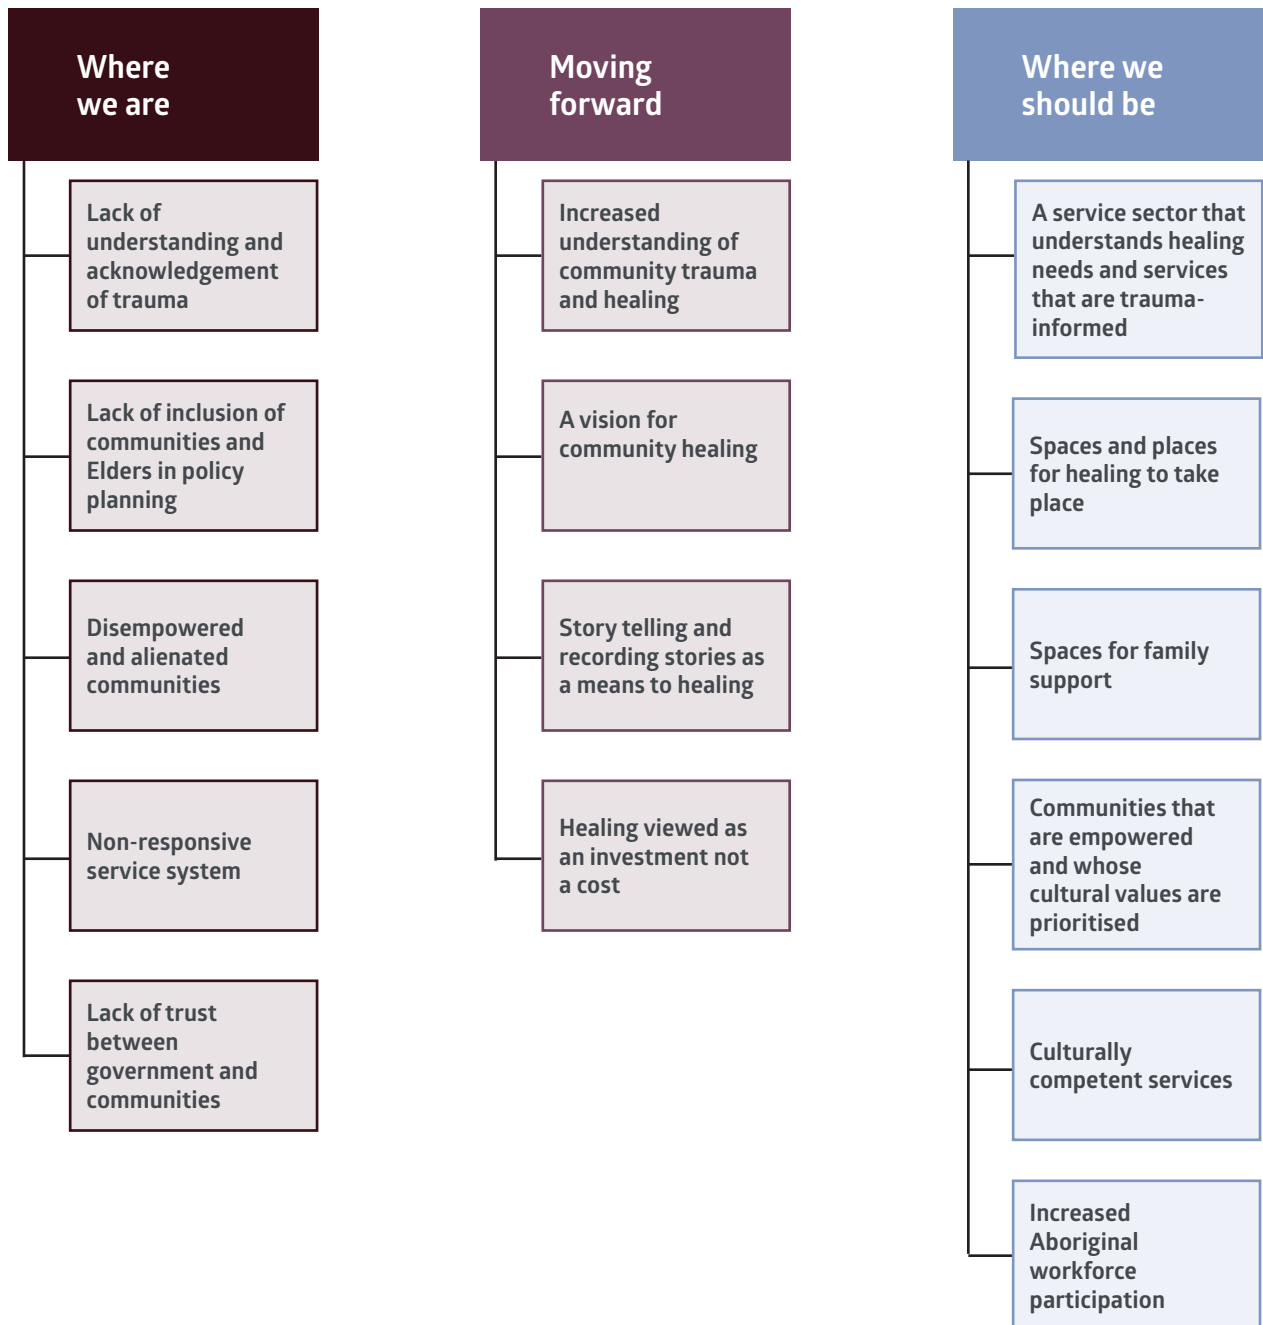 Where
we are
Lack of
understanding and
acknowledgement
of trauma
Lack of inclusion of
communities and
Elders in policy
planning
Disempowered
and alienated
communities
Non-responsive
service system
Lack of trust
between
government and
communities
Moving
forward
Increased
understanding of
community trauma
and healing
A vision for
community healing
Story telling and
recording stories as
a means to healing
Healing viewed as
an investment not
a cost
Where we
should be
A service sector that
understands healing
needs and services
that are trauma-
informed
Spaces and places
for healing to take
place
Spaces for family
support
Communities that
are empowered
and whose
cultural values are
prioritised
Culturally
competent services
Increased
Aboriginal
workforce
participation